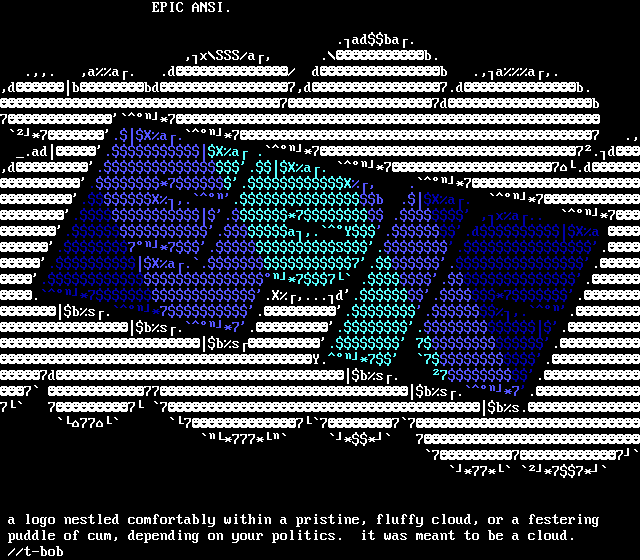 EPIC ANSI.
a logo nestled comfortably within a pristine, fluffy cloud, or a festering
puddle of cum, depending on your politics.  it was meant to be a cloud.
//t-bob